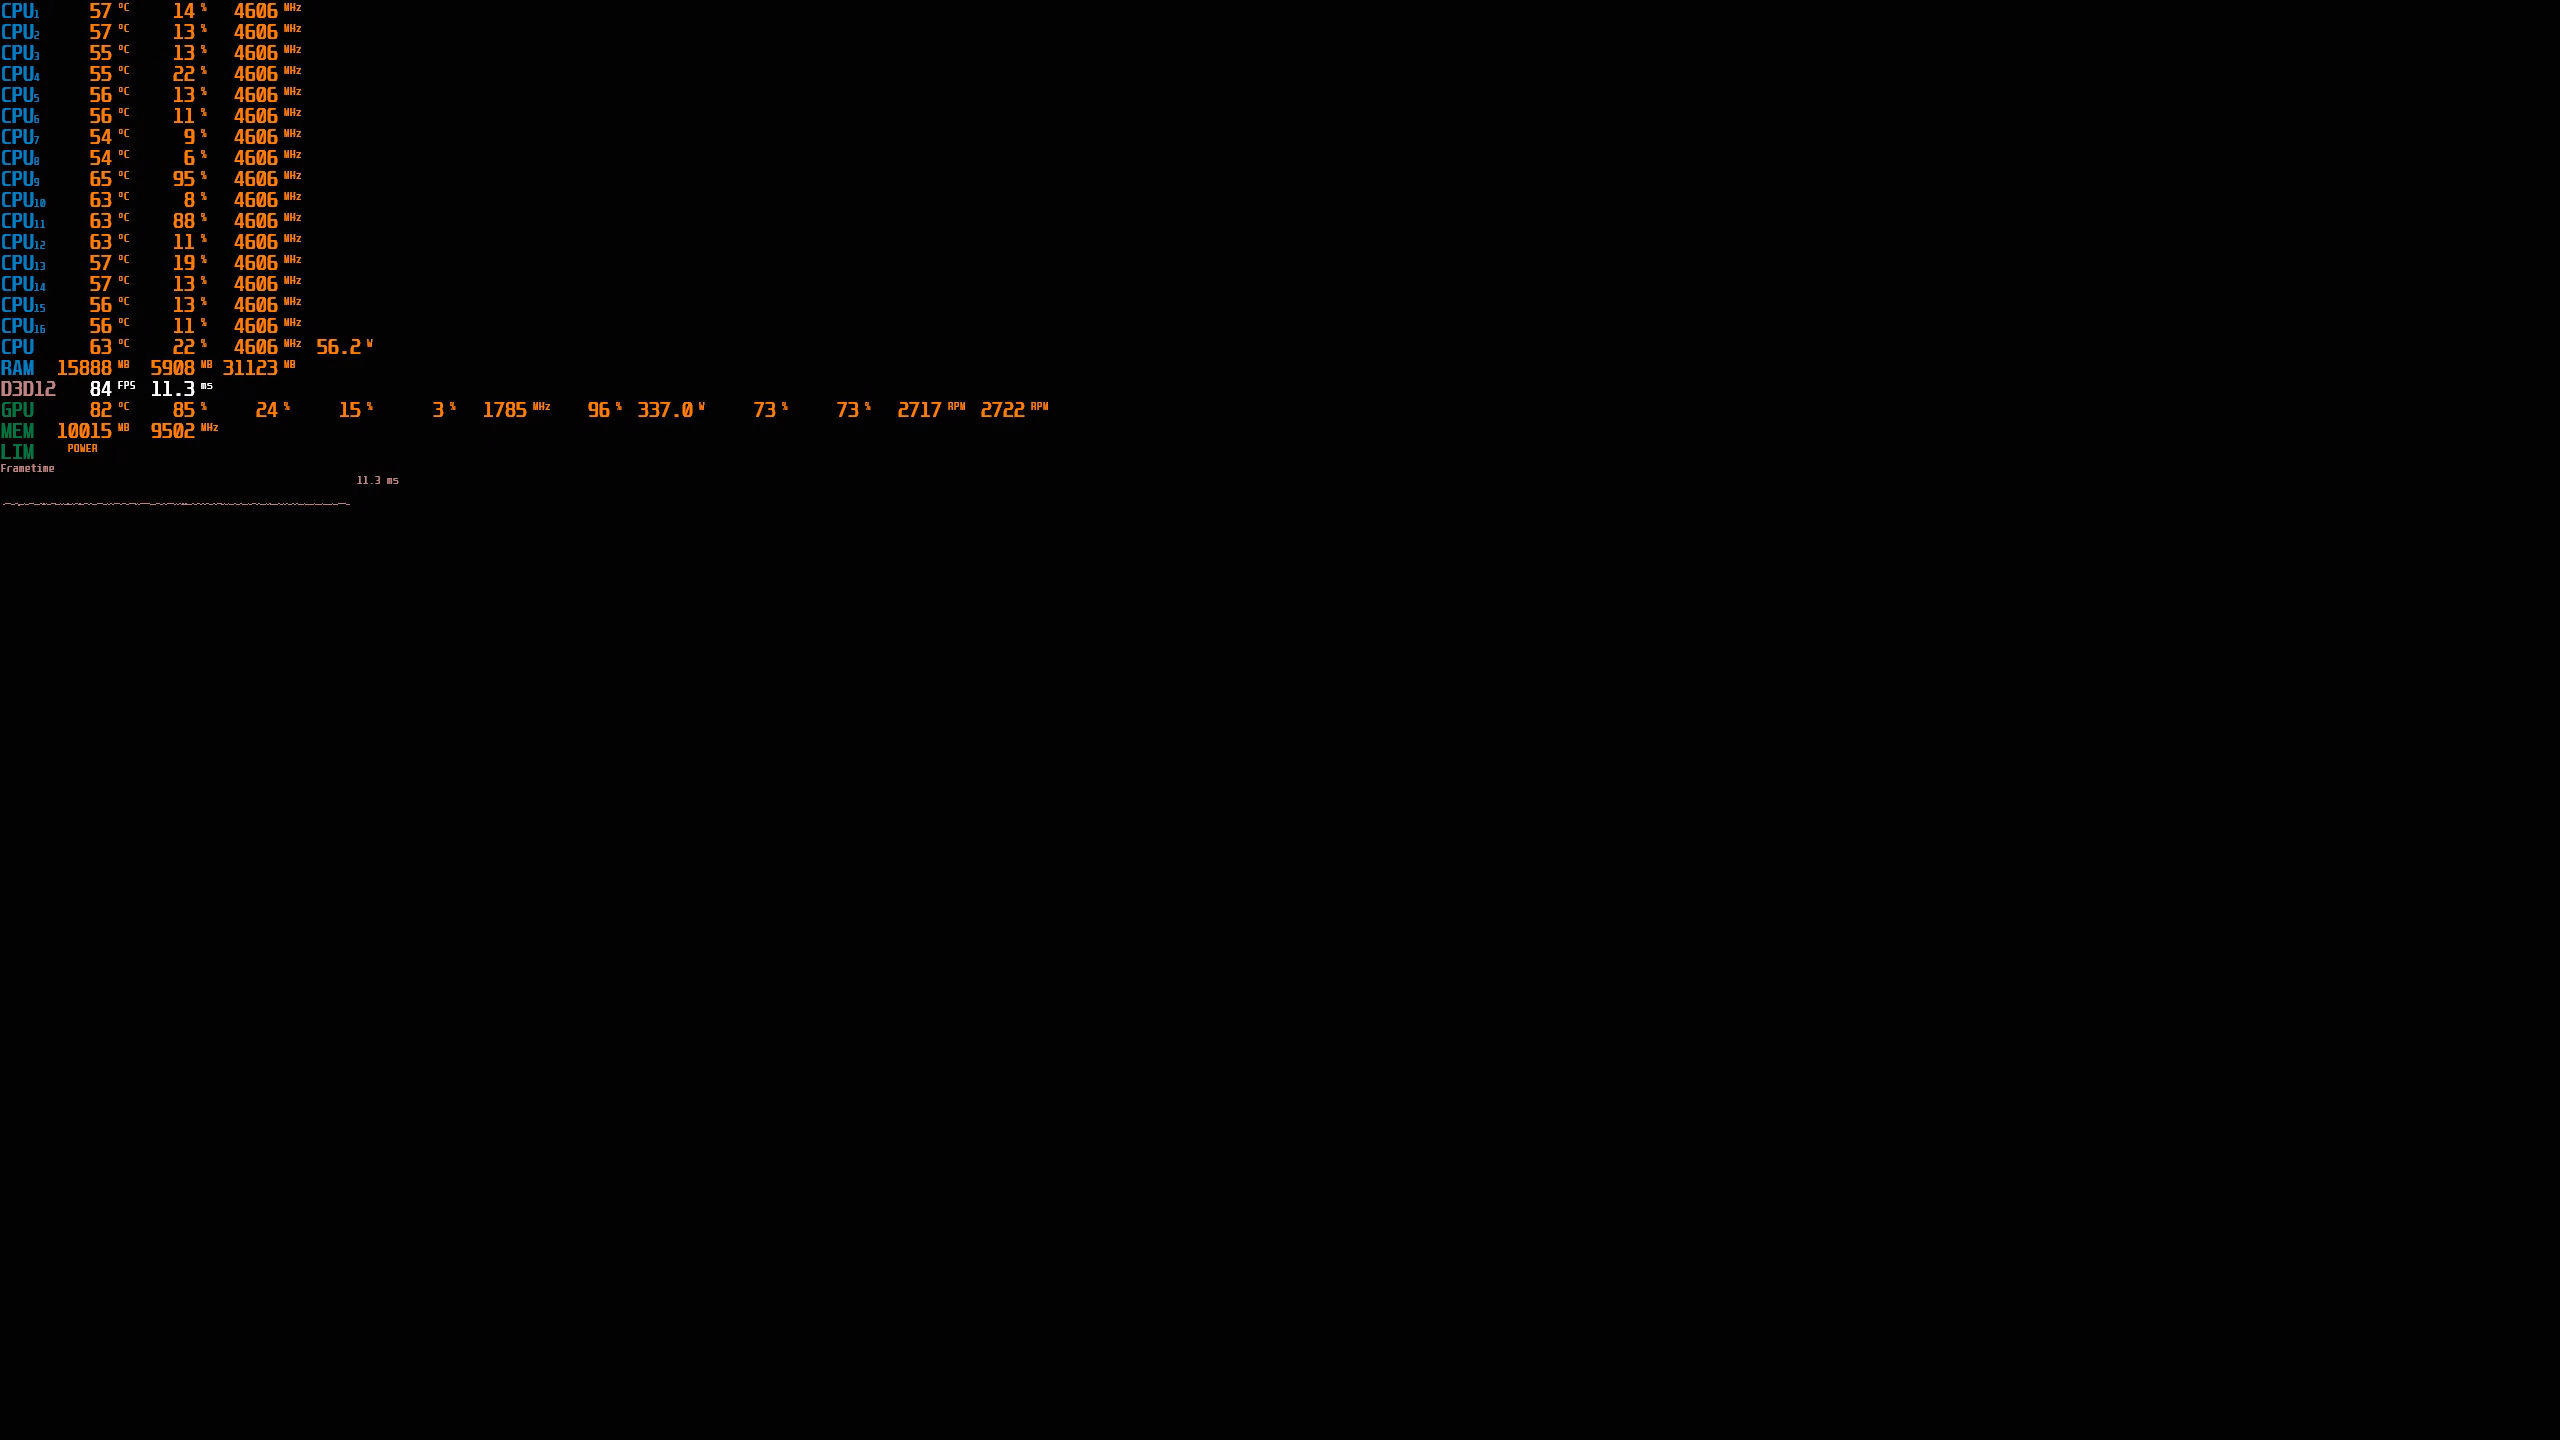 CPU1 57 °C 14 % 4606 MHz
CPU2 57 °C 13 % 4606 MHz
CPU3 55 °C 13 % 4606 MHz
CPU4 55 °C 22 % 4606 MHz
CPU5 56 °C 13 % 4606 MHz
CPU6 56 °C 11 % 4606 MHz
CPU7 54 °C 9 % 4606 MHz
CPU8 54 °C 6 % 4606 MHz
CPU9 65 °C 95 % 4606 MHz
CPU10 63 °C 8 % 4606 MHz
CPU11 63 °C 88 % 4606 MHz
CPU12 63 °C 11 % 4606 MHz
CPU13 57 °C 19 % 4606 MHz
CPU14 57 °C 13 % 4606 MHz
CPU15 56 °C 13 % 4606 MHz
CPU16 56 °C 11 % 4606 MHz
CPU 63 °C 22 % 4606 MHz 56.2 W
RAM 15888 MB 5908 MB 31123 MB
D3D12 84 FPS 11.3 ms
GPU 82 °C 85 % 24 % 15 % 3 % 1785 MHz 96 % 337.0 W 73 % 73 % 2717 RPM 2722 RPM
MEM 10015 MB 9502 MHz
LIM POWER
Frametime
11.3 ms